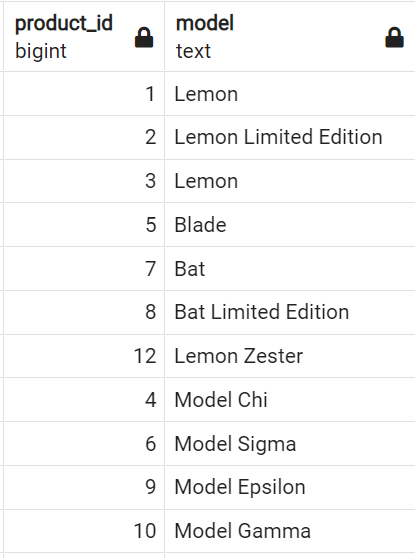 product_id model
bigint text
1 Lemon
2 Lemon Limited Edition
3 Lemon
5 Blade
7 Bat
8 Bat Limited Edition
12 Lemon Zester
4 Model Chi
6 Model Sigma
9 Model Epsilon
10 Model Gamma